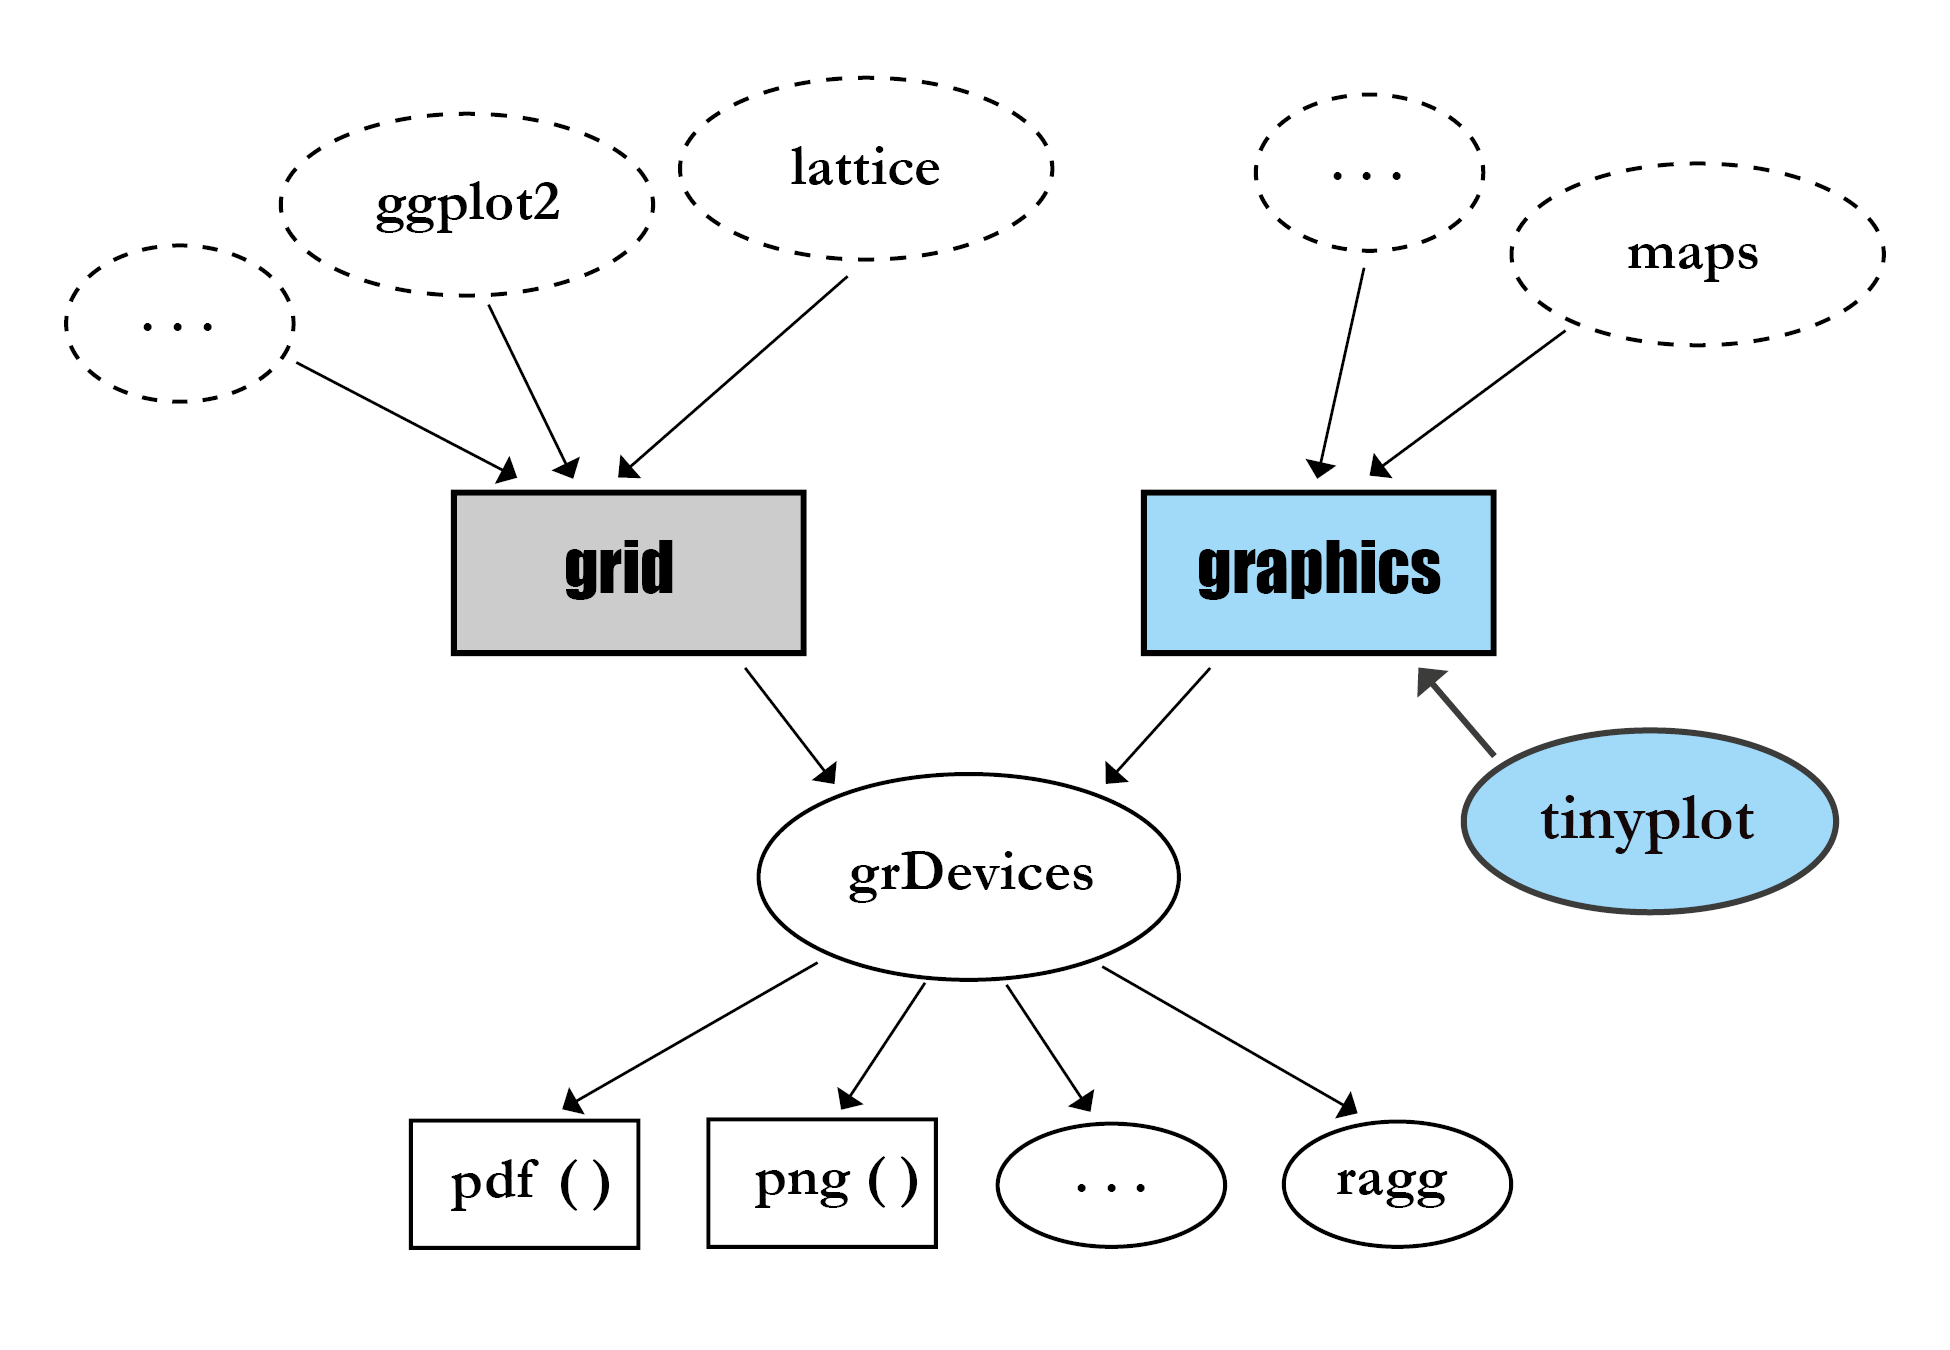 lattice
. . .
ggplot2
maps
. . .
grid
graphics
tinyplot
grDevices
pdf ( )
png ( )
. . .
ragg